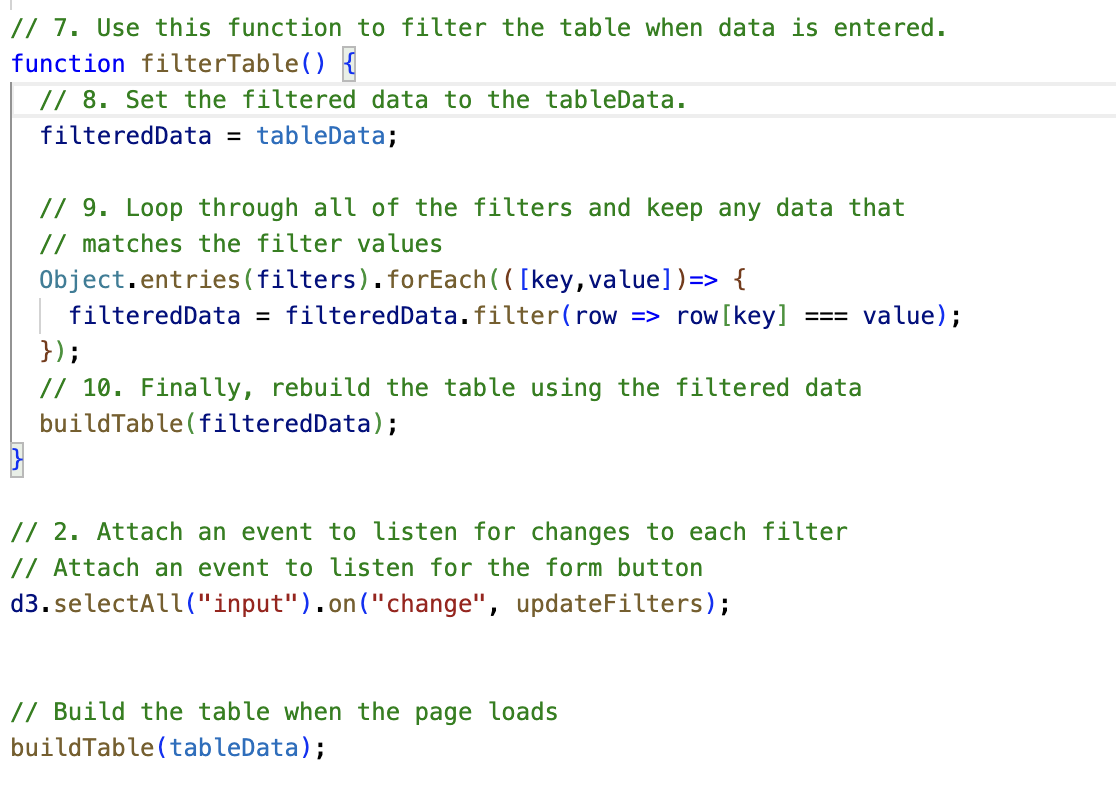 // 7. Use this function to filter the table when data is entered.
function filterTable() {
  // 8. Set the filtered data to the tableData.
  filteredData = tableData;

  // 9. Loop through all of the filters and keep any data that
  // matches the filter values
  Object.entries(filters).forEach(([key,value])=> {
    filteredData = filteredData.filter(row => row[key] === value);
  });
  // 10. Finally, rebuild the table using the filtered data
  buildTable(filteredData);
}

// 2. Attach an event to listen for changes to each filter
// Attach an event to listen for the form button
d3.selectAll("input").on("change", updateFilters);


// Build the table when the page loads
buildTable(tableData);